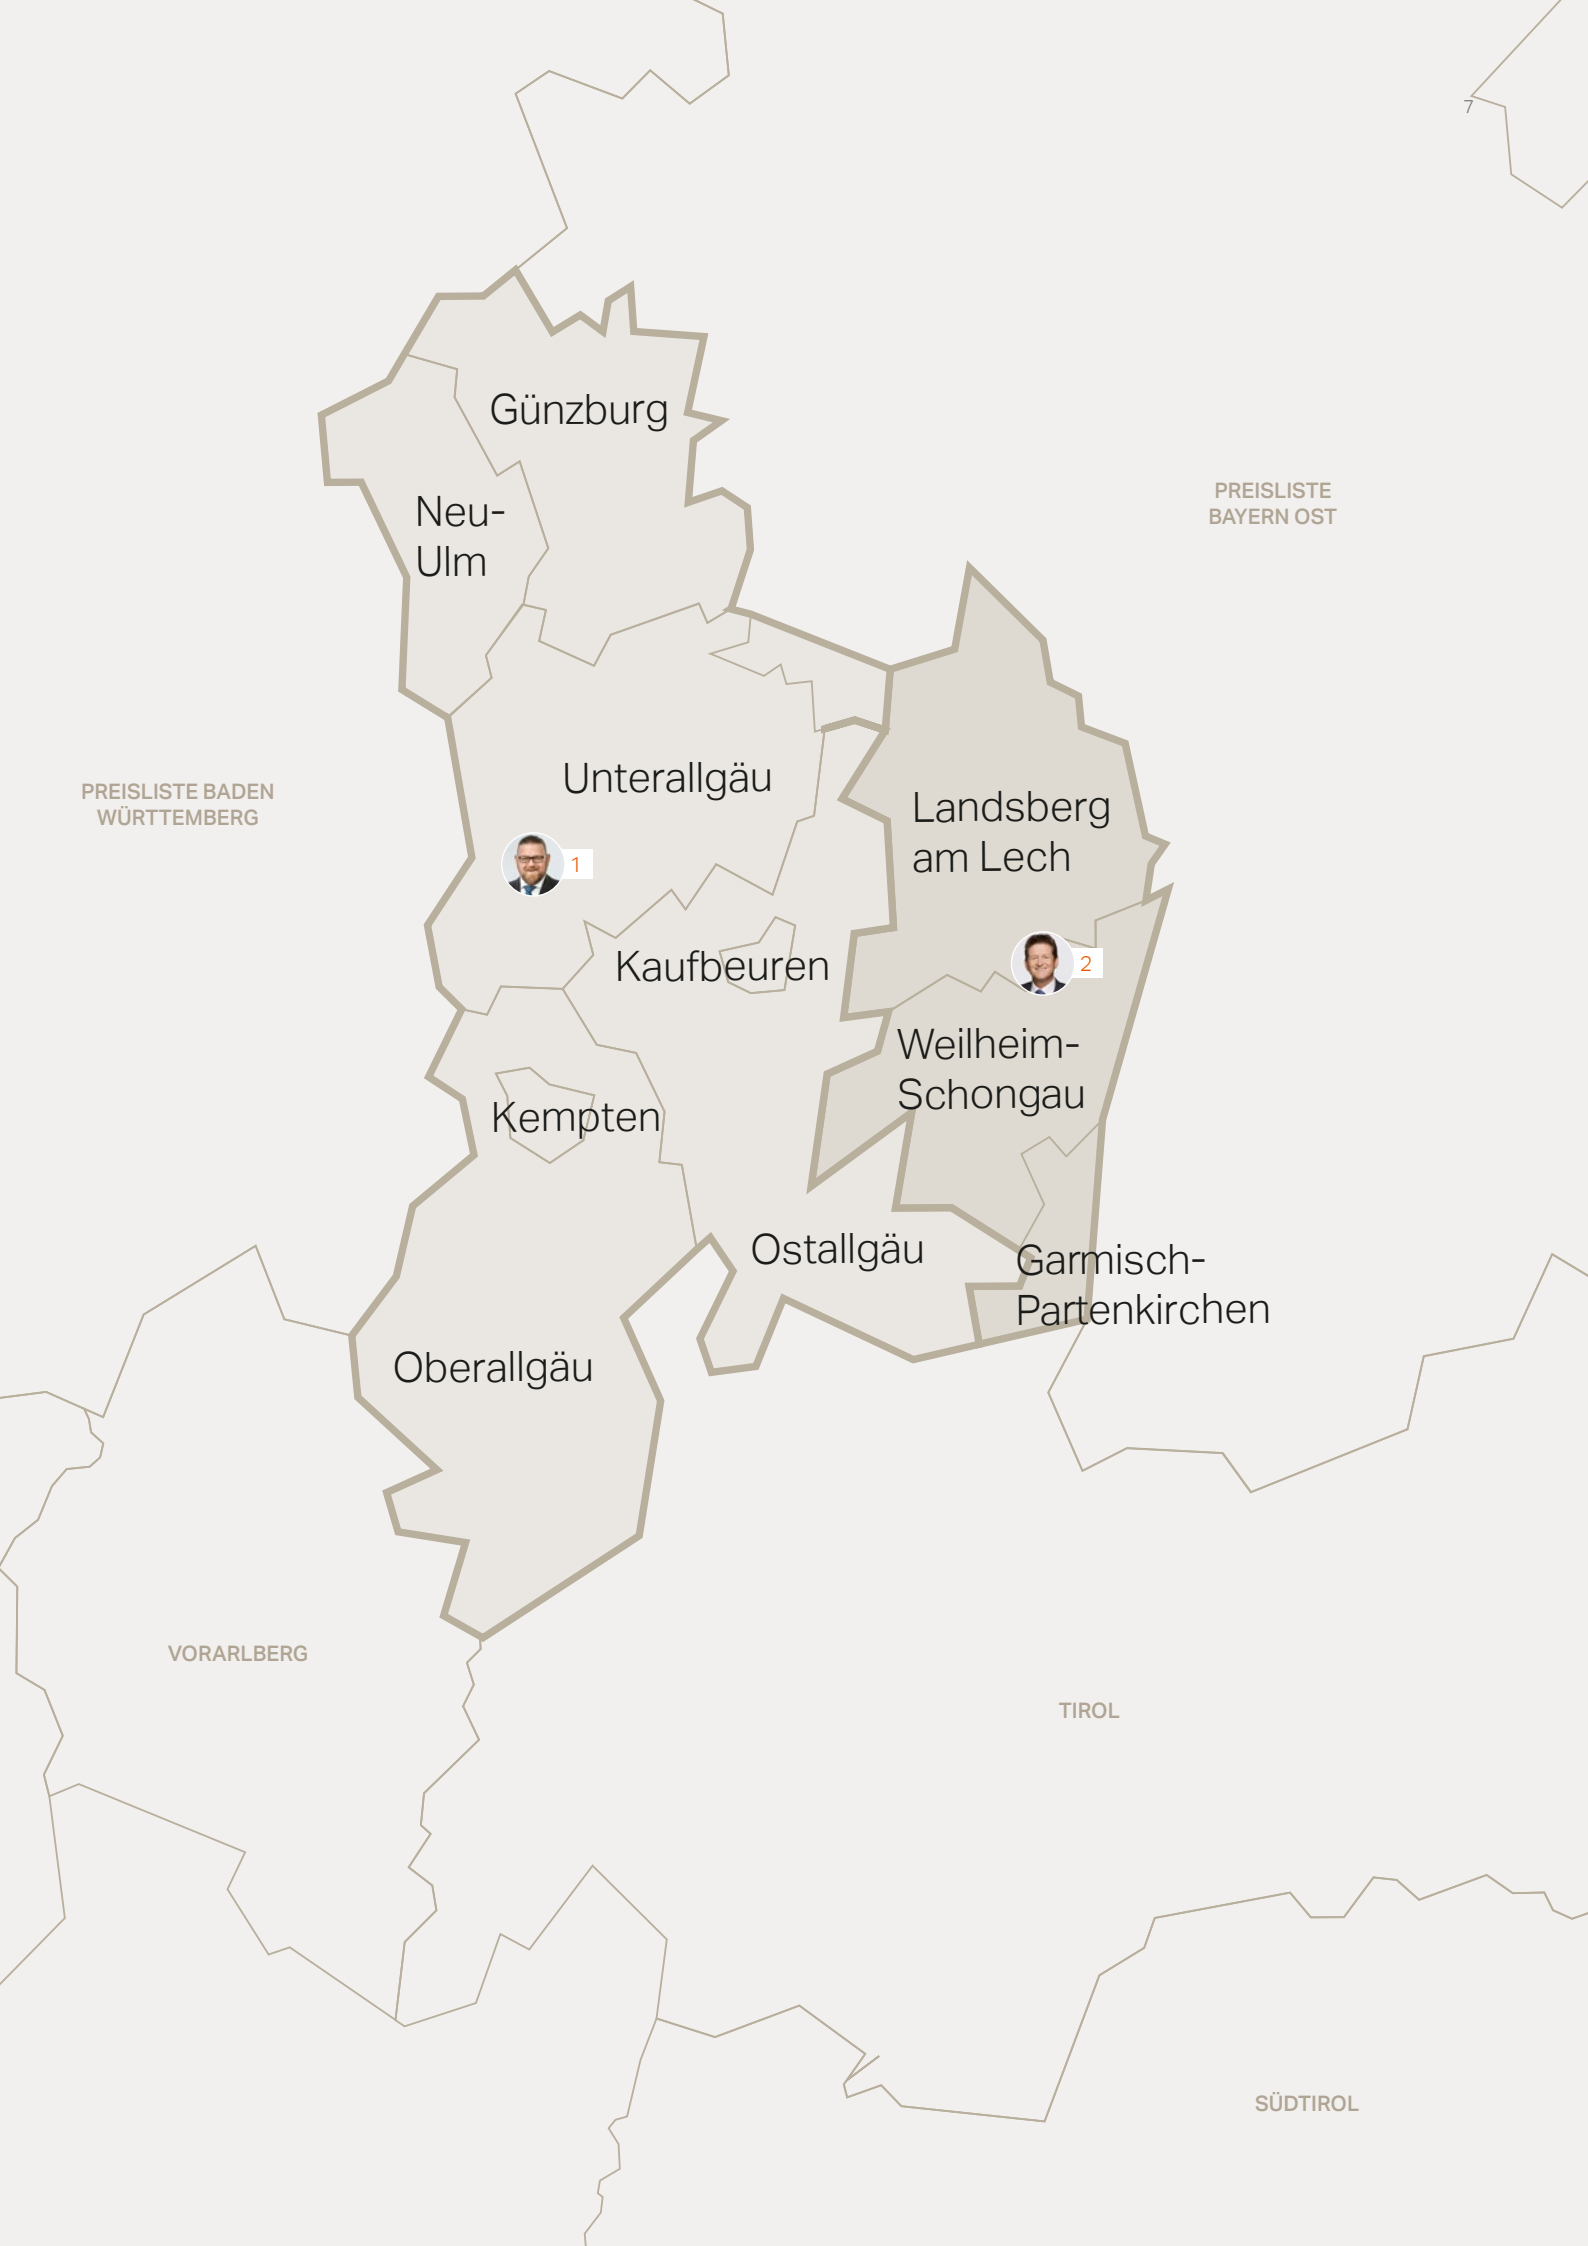 7
Günzburg
Neu-
Ulm
PREISLISTE
BAYERN OST
Unterallgäu
PREISLISTE BADEN
WÜRTTEMBERG
Landsberg
am Lech
1
Kaufbeuren
2
Weilheim-
Schongau
Kempten
Ostallgäu
Garmisch-
Partenkirchen
Oberallgäu
VORARLBERG
TIROL
SÜDTIROL